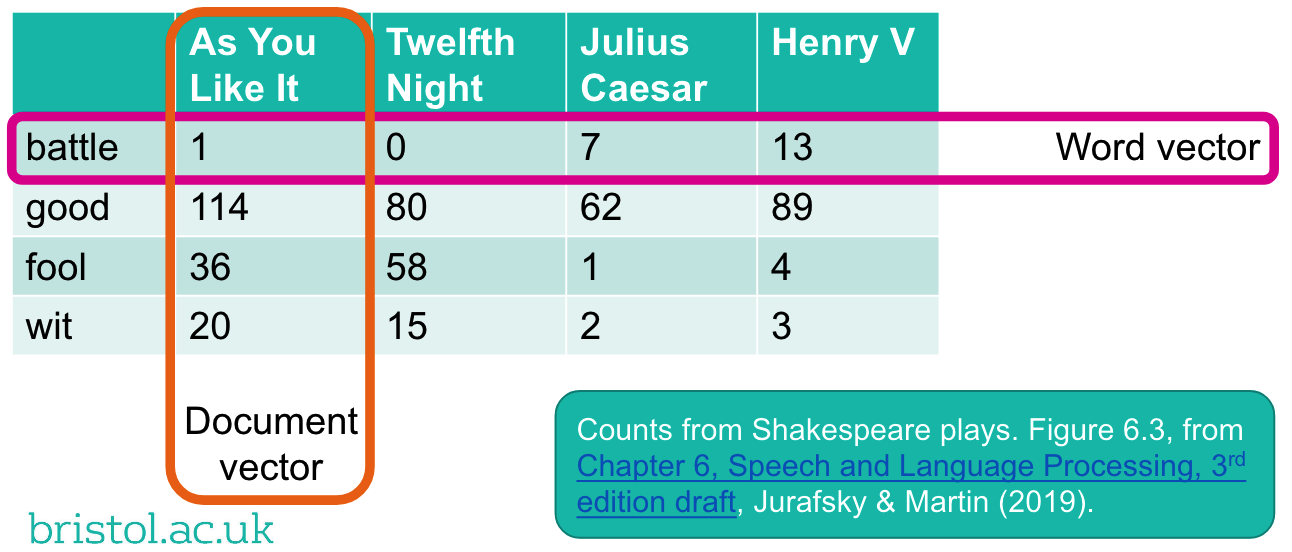 As You Twelfth Julius Henry V
Like It Night Caesar
battle 1 0 7 13 Word vector
good 114 80 62 89
fool 36 58 1 4
wit 20 15 2 3
Document
vector
Counts from Shakespeare plays. Figure 6.3, from
Chapter 6, Speech and Language Processing, 3rd
edition draft, Jurafsky & Martin (2019).
bristol.ac.uk